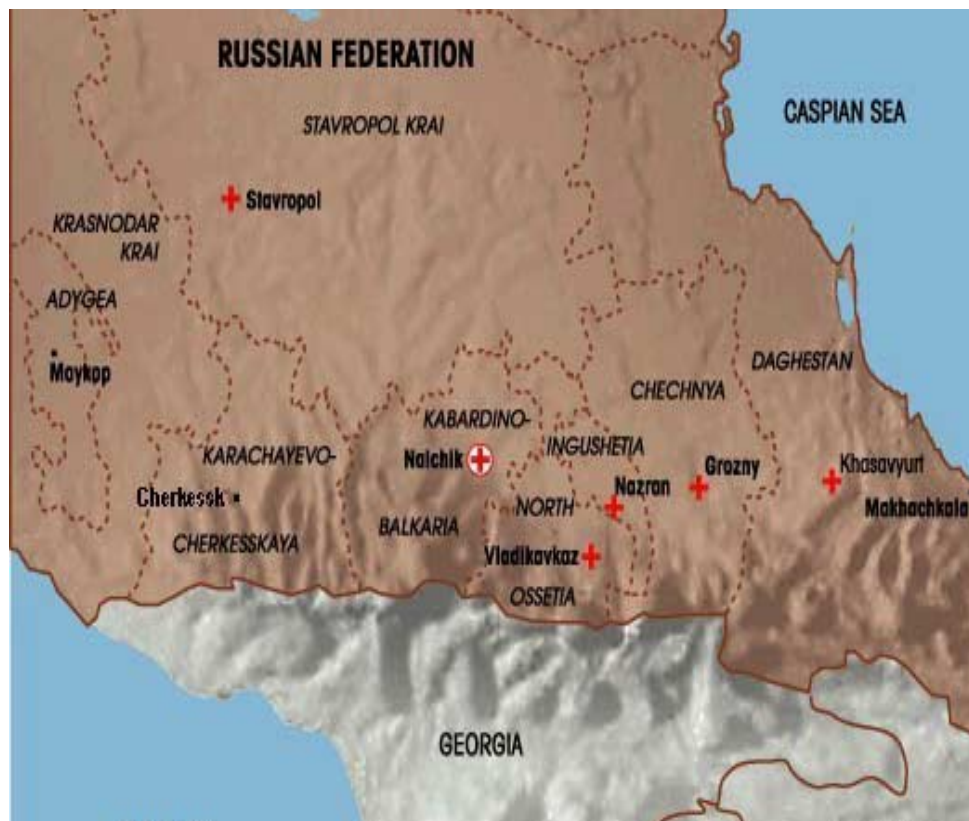 RUSSIAN FEDERATION
CASPIAN SEA
STAVROPOL KRAI
Stavropol
KRASNODAR
KRAI
ADYGEA
Maykop
DAGHESTAN
CHECHNYA
KABARDINO-
INGUSHETIA
KARACHAYEVO-
Nalchik
Grozny
Khasavyurt
Nazran
Cherkessk
NORTH
Makhachkala
BALKARIA
CHERKESSKAYA
Vladikavkaz
OSSETIA
GEORGIA